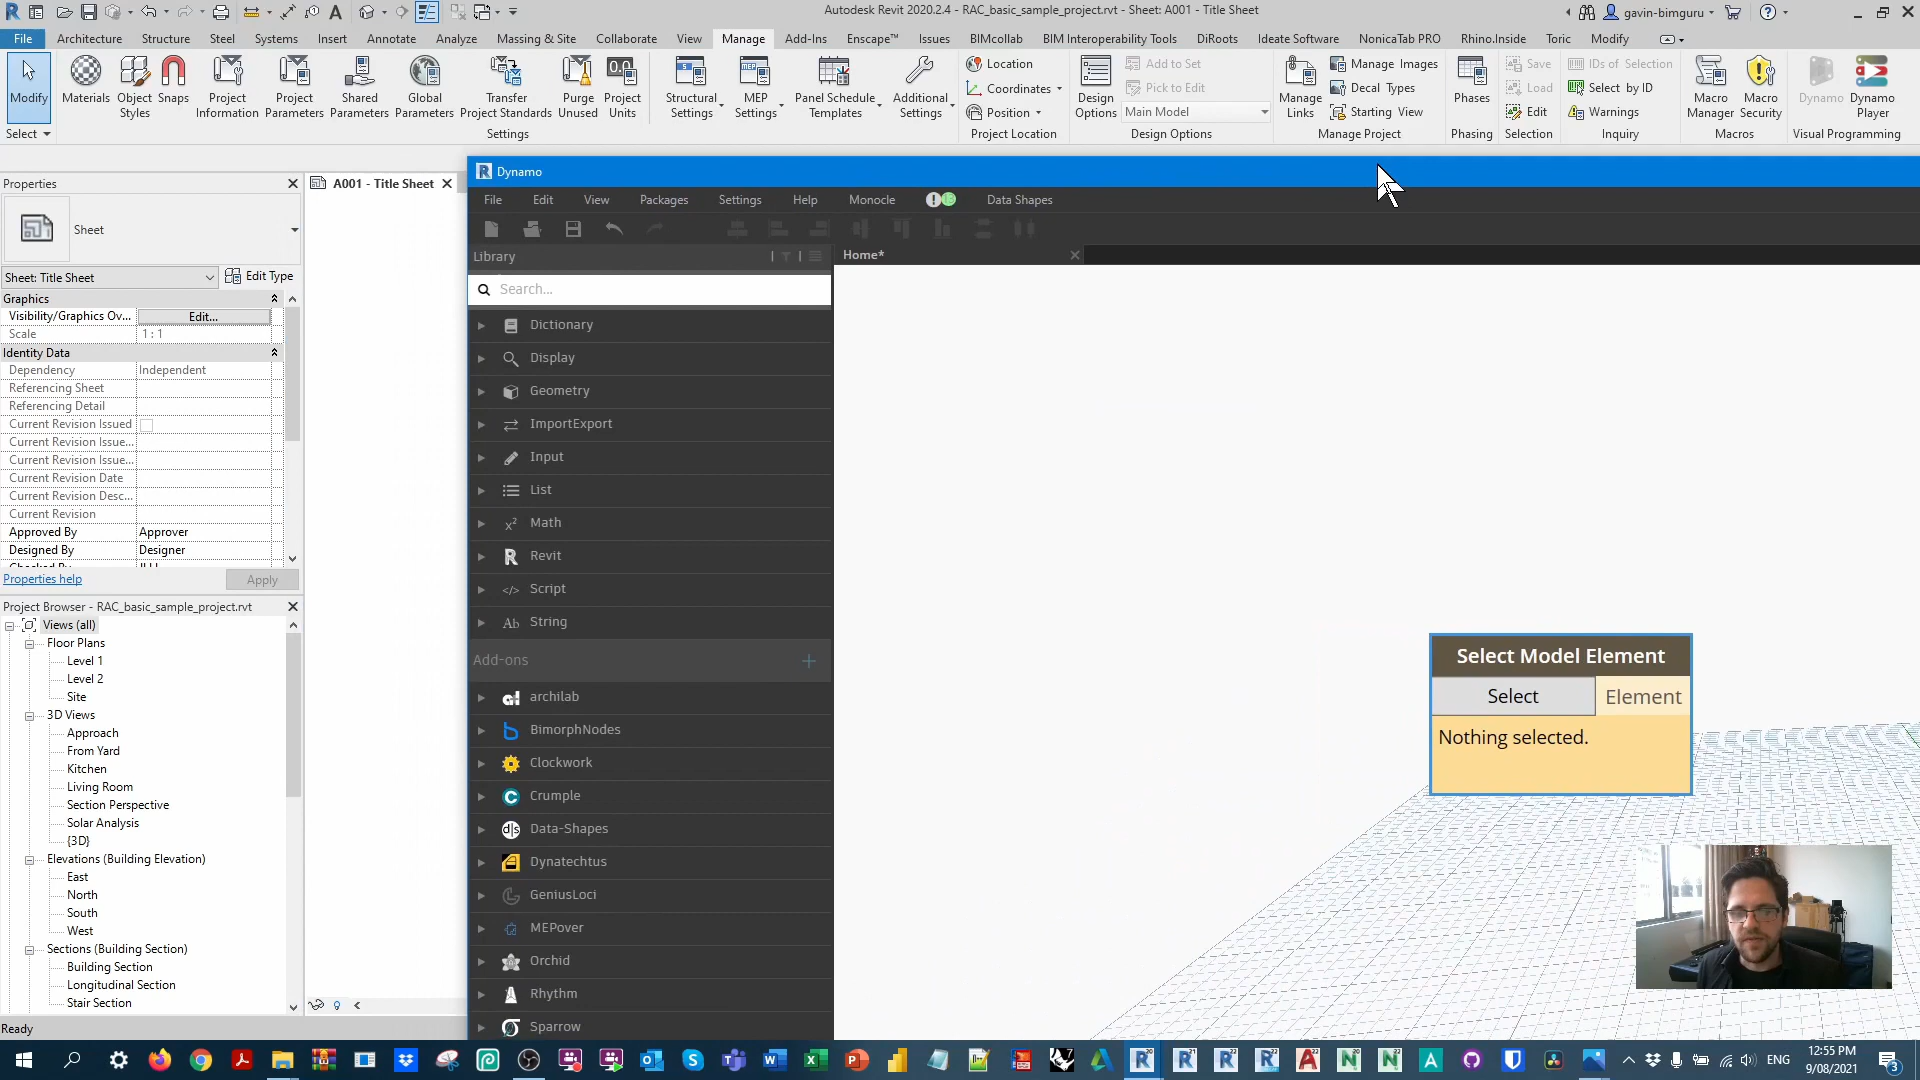 Autodesk Revit 2020.2.4 - RAC_basic_sample_project.rvt - Sheet: A001 - Title Sheet
gavin-bimguru
File Architecture Structure Steel Systems Insert Annotate Analyze Massing & Site Collaborate View Manage Add-Ins Enscape™ Issues BIMcollab BIM Interoperability Tools DiRoots Ideate Software NonicaTab PRO Rhino.Inside Toric Modify
Modify
Materials
Object Styles
Snaps
Project Information
Project Parameters
Shared Parameters
Global Parameters
Transfer Project Standards
Purge Unused
0.0
Project Units
Structural Settings
MEP Settings
Panel Schedule Templates
Additional Settings
Location
Coordinates
Position
Design Options
Add to Set
Pick to Edit
Main Model
Manage Links
Manage Images
Decal Types
Starting View
Phases
Save
Load
Edit
IDs of Selection
Select by ID
Warnings
Macro Manager
Macro Security
Dynamo
Dynamo Player
Select
Settings
Project Location
Design Options
Manage Project
Phasing
Selection
Inquiry
Macros
Visual Programming
Properties
Sheet
Sheet: Title Sheet
Edit Type
Graphics
Visibility/Graphics Ov... Edit...
Scale 1 : 1
Identity Data
Dependency Independent
Referencing Sheet
Referencing Detail
Current Revision Issued
Current Revision Issue...
Current Revision Issue...
Current Revision Date
Current Revision Desc...
Current Revision
Approved By Approver
Designed By Designer
Properties help
Apply
Project Browser - RAC_basic_sample_project.rvt
Views (all)
Floor Plans
Level 1
Level 2
Site
3D Views
Approach
From Yard
Kitchen
Living Room
Section Perspective
Solar Analysis
{3D}
Elevations (Building Elevation)
East
North
South
West
Sections (Building Section)
Building Section
Longitudinal Section
Stair Section
Ready
A001 - Title Sheet
Dynamo
File Edit View Packages Settings Help Monocle Data Shapes
Library
Home*
Search...
Dictionary
Display
Geometry
ImportExport
Input
List
Math
Revit
Script
String
Add-ons
archilab
BimorphNodes
Clockwork
Crumple
Data-Shapes
Dynatechtus
GeniusLoci
MEPover
Orchid
Rhythm
Sparrow
Select Model Element
Select Element
Nothing selected.
ENG
12:55 PM
9/08/2021
3